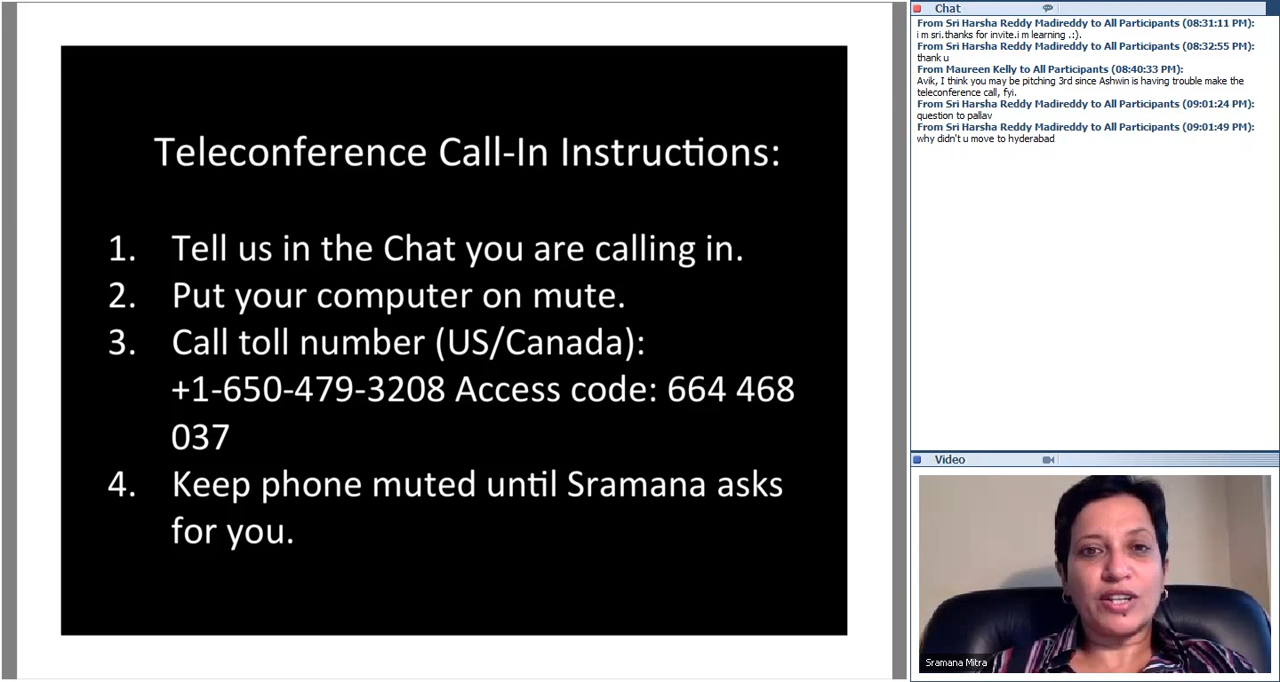 Teleconference Call-In Instructions:
1. Tell us in the Chat you are calling in.
2. Put your computer on mute.
3. Call toll number (US/Canada):
+1-650-479-3208 Access code: 664 468
037
4. Keep phone muted until Sramana asks
for you.
Chat
From Sri Harsha Reddy Madireddy to All Participants (08:31:11 PM):
i m sri.thanks for invite.i m learning .:).
From Sri Harsha Reddy Madireddy to All Participants (08:32:55 PM):
thank u
From Maureen Kelly to All Participants (08:40:33 PM):
Avik, I think you may be pitching 3rd since Ashwin is having trouble make the
teleconference call, fyi.
From Sri Harsha Reddy Madireddy to All Participants (09:01:24 PM):
question to pallav
From Sri Harsha Reddy Madireddy to All Participants (09:01:49 PM):
why didn't u move to hyderabad
Video
Sramana Mitra